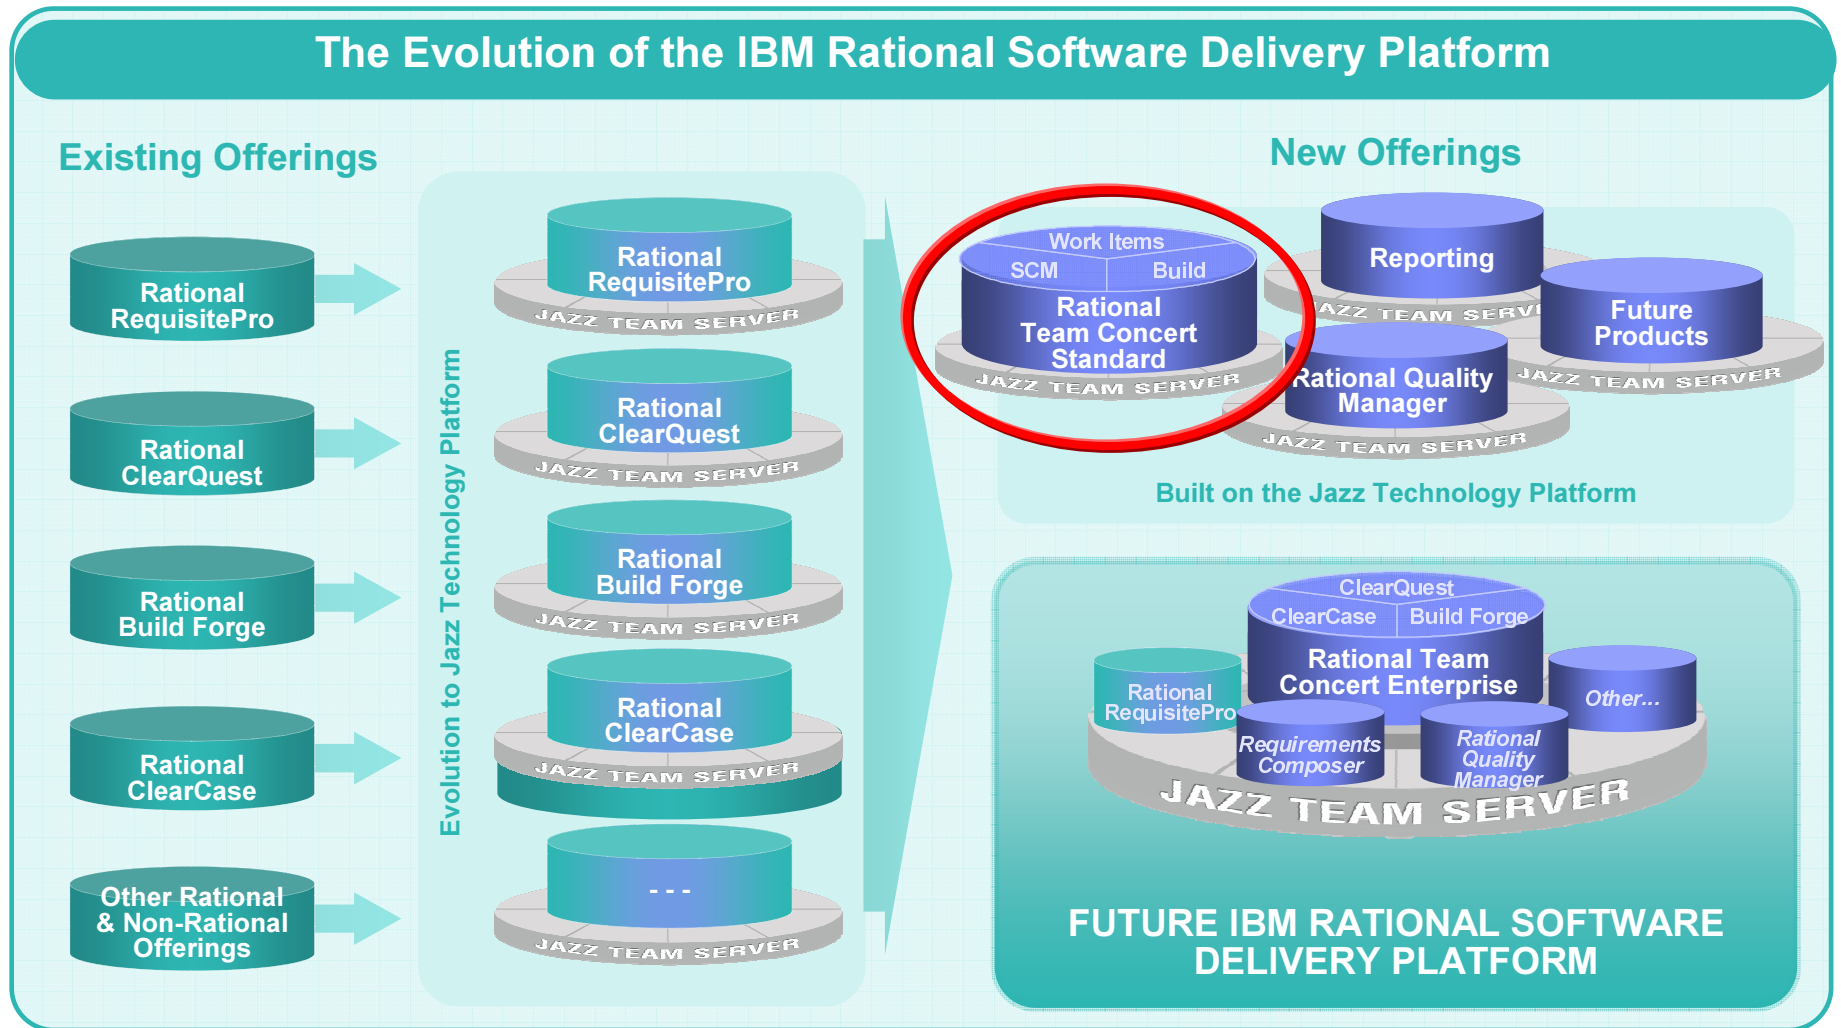 The Evolution of the IBM Rational Software Delivery Platform
Existing Offerings
Rational
RequisitePro
Rational
ClearQuest
Rational
Build Forge
Rational
ClearCase
Other Rational
& Non-Rational
Offerings
Evolution to Jazz Technology Platform
Rational
RequisitePro
JAZZ TEAM SERVER
Rational
ClearQuest
JAZZ TEAM SERVER
Rational
Build Forge
JAZZ TEAM SERVER
Rational
ClearCase
JAZZ TEAM SERVER
- - -
JAZZ TEAM SERVER
New Offerings
Work Items
SCM
Build
Rational
Team Concert
Standard
JAZZ TEAM SERVER
Reporting
JAZZ TEAM SERV
Future
Products
JAZZ TEAM SERVER
Rational Quality
Manager
JAZZ TEAM SERVER
Built on the Jazz Technology Platform
ClearQuest
ClearCase
Build Forge
Rational Team
Concert Enterprise
Rational
RequisitePro
Requirements
Composer
Rational
Quality
Manager
Other...
JAZZ TEAM SERVER
FUTURE IBM RATIONAL SOFTWARE
DELIVERY PLATFORM